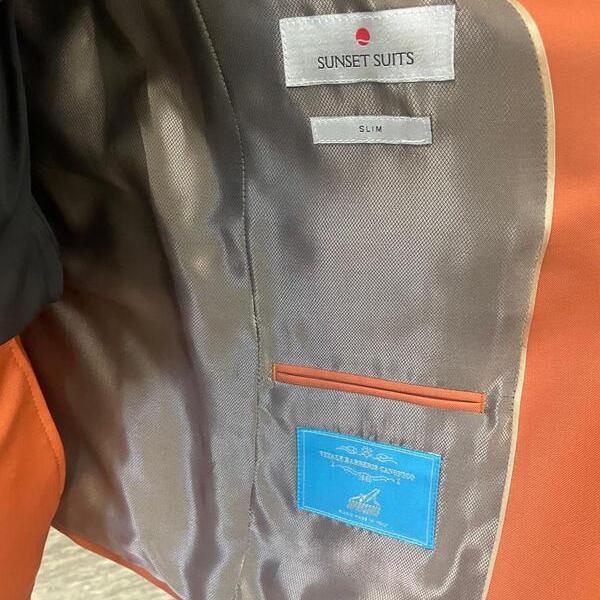 SUNSET SUITS
SLIM
VITALE BARBERIS CANONICO